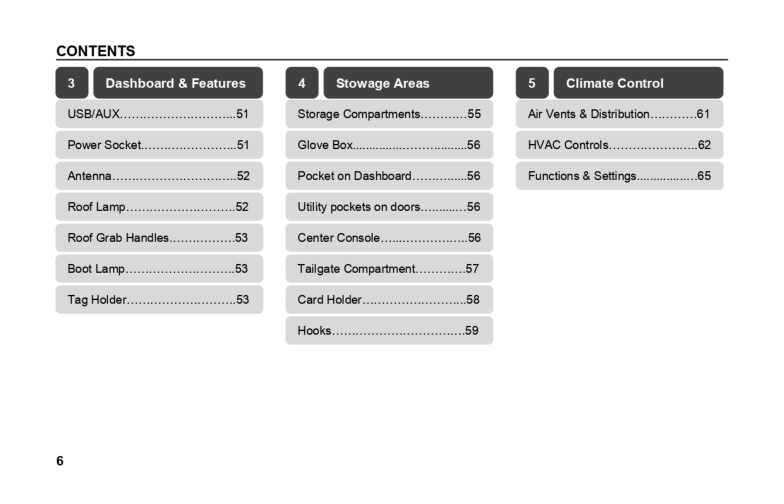 CONTENTS
3 Dashboard & Features
USB/AUX………………………..51
Power Socket.…………………..51
Antenna…………………………..52
Roof Lamp……………………….52
Roof Grab Handles.…………….53
Boot Lamp……………………….53
Tag Holder……………………….53
4 Stowage Areas
Storage Compartments…………55
Glove Box...............………........56
Pocket on Dashboard……….....56
Utility pockets on doors…......…56
Center Console…...……………..56
Tailgate Compartment………….57
Card Holder……………………...58
Hooks…………………………….59
5 Climate Control
Air Vents & Distribution…………61
HVAC Controls…………………..62
Functions & Settings...............…65
6